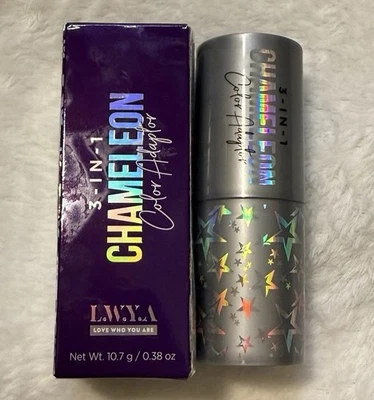 3-IN-1
CHAMELEON
Color Adaptor
L.W.Y.A
LOVE WHO YOU ARE
Net Wt. 10.7 g / 0.38 oz
3-IN-1
CHAMELEON
Color Adaptor